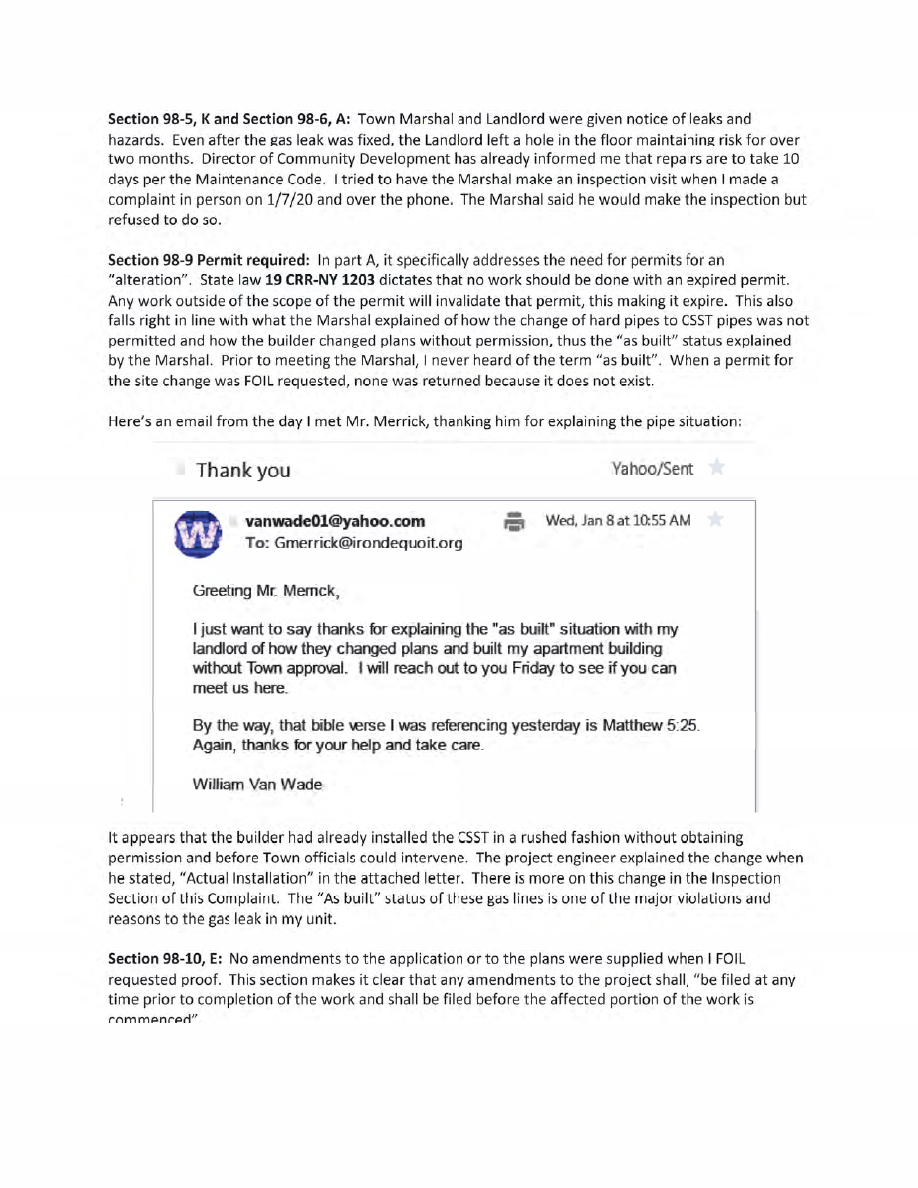 Section 98-5, K and Section 98-6, A: Town Marshal and Landlord were given notice of leaks and
hazards. Even after the gas leak was fixed, the Landlord left a hole in the floor maintaining risk for over
two months. Director of Community Development has already informed me that repa rs are to take 10
days per the Maintenance Code. I tried to have the Marshal make an inspection visit when I made a
complaint in person on 1/7/20 and over the phone. The Marshal said he would make the inspection but
refused to do so.
Section 98-9 Permit required: In part A, it specifically addresses the need for permits for an
"alteration". State law 19 CRR-NY 1203 dictates that no work should be done with an expired permit.
Any work outside of the scope of the permit will invalidate that permit, this making it expire. This also
falls right in line with what the Marshal explained of how the change of hard pipes to CSST pipes was not
permitted and how the builder changed plans without permission, thus the "as built" status explained
by the Marshal. Prior to meeting the Marshal, I never heard of the term "as built". When a permit for
the site change was FOIL requested, none was returned because it does not exist.
Here's an email from the day I met Mr. Merrick, thanking him for explaining the pipe situation:
Thank you Yahoo/Sent
W vanwade01@yahoo.com Wed, Jan 8 at 10:55 AM
To: Gmerrick@irondequoit.org
Greeting Mr. Merrick,
I just want to say thanks for explaining the "as built" situation with my
landlord of how they changed plans and built my apartment building
without Town approval. I will reach out to you Friday to see if you can
meet us here.
By the way, that bible verse I was referencing yesterday is Matthew 5:25.
Again, thanks for your help and take care.
William Van Wade
It appears that the builder had already installed the CSST in a rushed fashion without obtaining
permission and before Town officials could intervene. The project engineer explained the change when
he stated, "Actual Installation" in the attached letter. There is more on this change in the Inspection
Section of this Complaint. The "As built" status of these gas lines is one of the major violations and
reasons to the gas leak in my unit.
Section 98-10, E: No amendments to the application or to the plans were supplied when I FOIL
requested proof. This section makes it clear that any amendments to the project shall, "be filed at any
time prior to completion of the work and shall be filed before the affected portion of the work is
commenced"